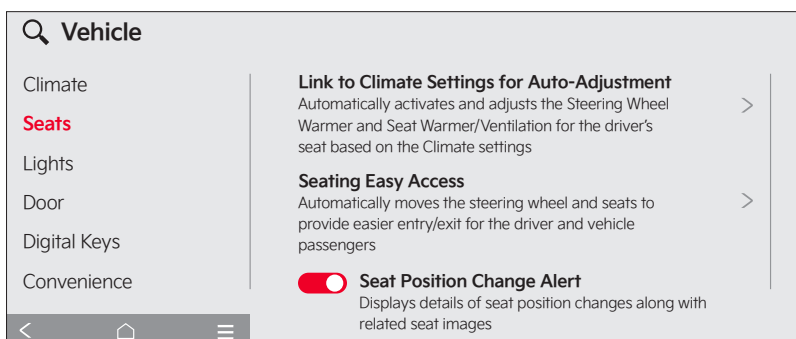 Vehicle
Climate
Seats
Lights
Door
Digital Keys
Convenience
Link to Climate Settings for Auto-Adjustment
Automatically activates and adjusts the Steering Wheel
Warmer and Seat Warmer/Ventilation for the driver's
seat based on the Climate settings
Seating Easy Access
Automatically moves the steering wheel and seats to
provide easier entry/exit for the driver and vehicle
passengers
Seat Position Change Alert
Displays details of seat position changes along with
related seat images